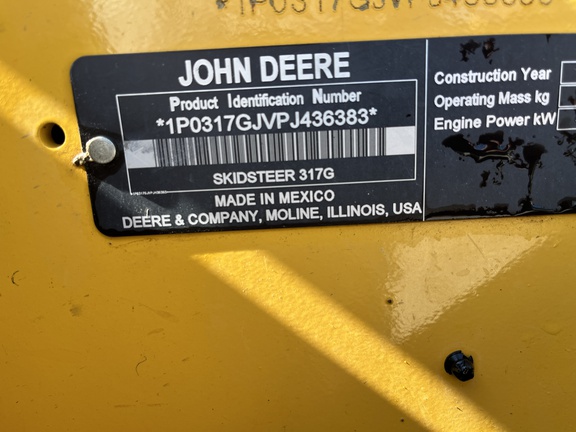 *1P0317GJVPJ436383*
JOHN DEERE
Product Identification Number
*1P0317GJVPJ436383*
SKIDSTEER 317G
MADE IN MEXICO
DEERE & COMPANY, MOLINE, ILLINOIS, USA
Construction Year
Operating Mass kg
Engine Power kW